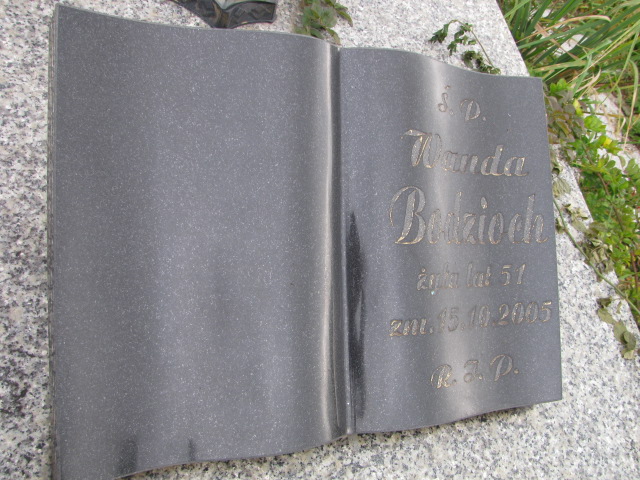 Ś. P.
Wanda
Bodzioch
żyła lat 51
zm. 15.10.2005
R. I. P.